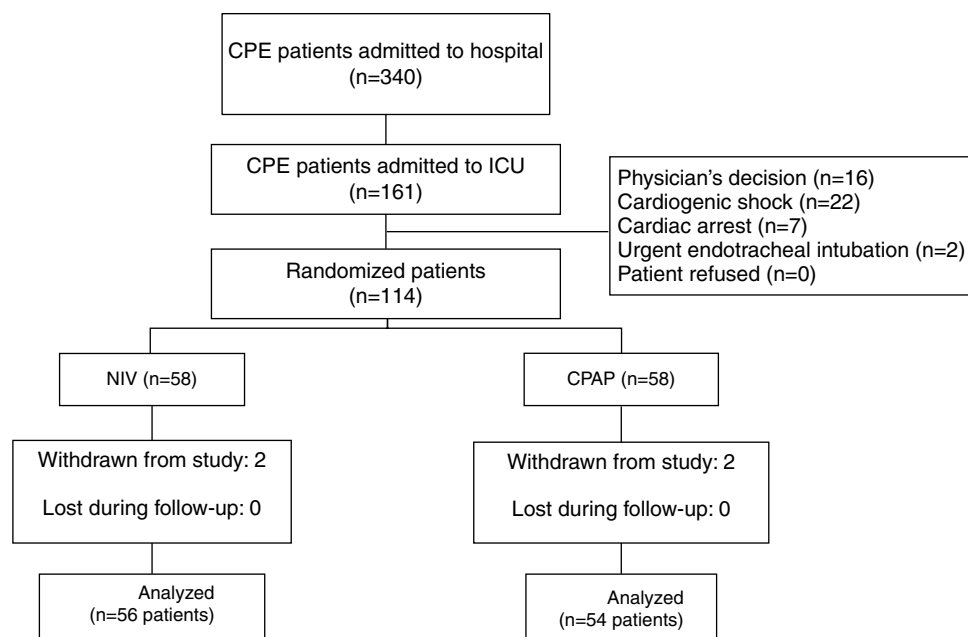 CPE patients admitted to hospital
(n=340)
CPE patients admitted to ICU
(n=161)
Physician's decision (n=16)
Cardiogenic shock (n=22)
Cardiac arrest (n=7)
Urgent endotracheal intubation (n=2)
Patient refused (n=0)
Randomized patients
(n=114)
NIV (n=58)
CPAP (n=58)
Withdrawn from study: 2
Lost during follow-up: 0
Withdrawn from study: 2
Lost during follow-up: 0
Analyzed
(n=56 patients)
Analyzed
(n=54 patients)